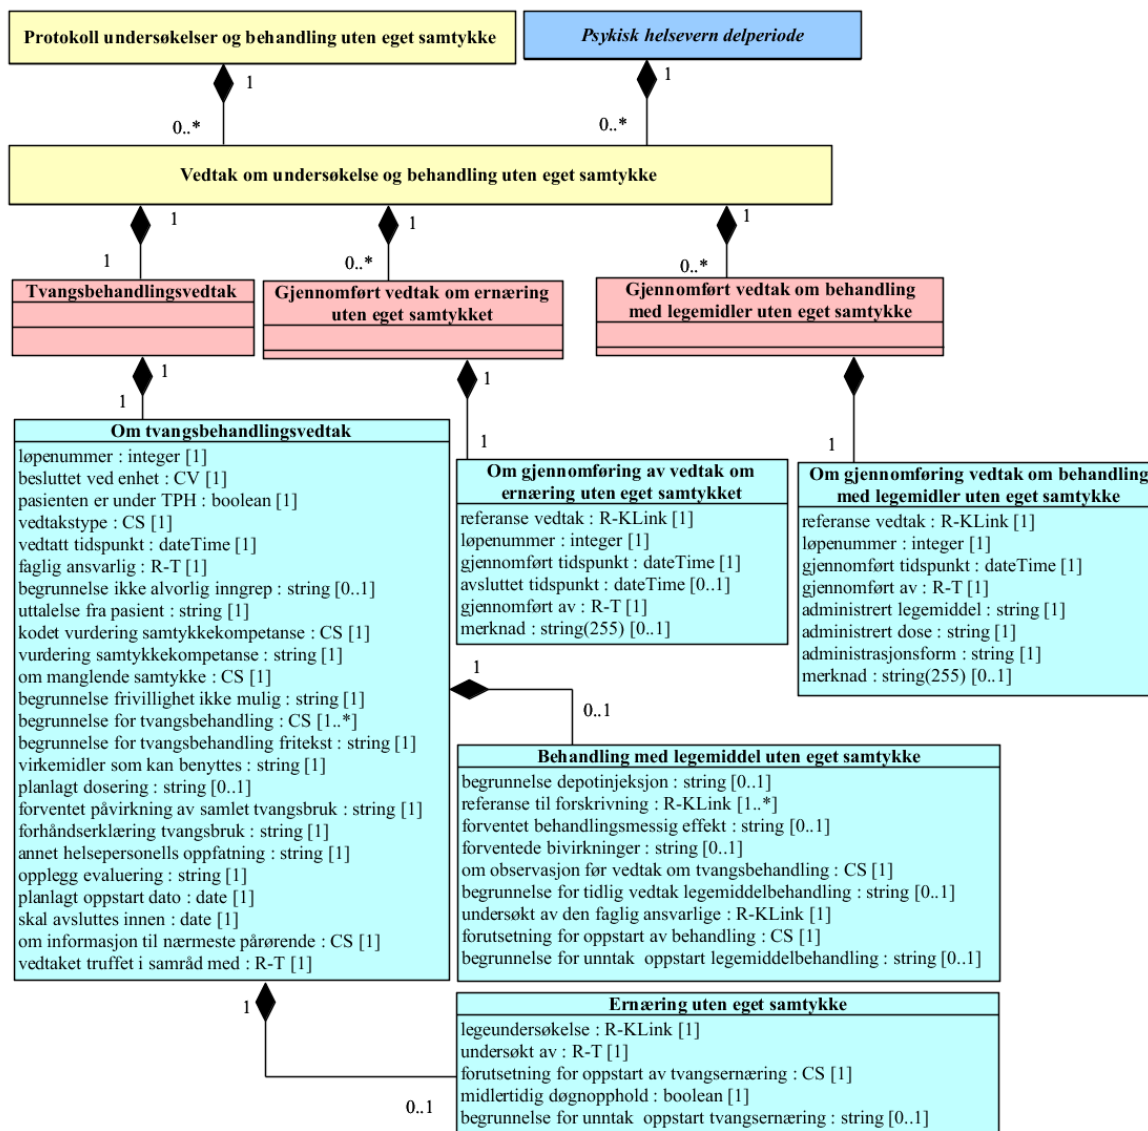 Protokoll undersøkelser og behandling uten eget samtykke
Psykisk helsevern delperiode
1
1
0..*
0..*
Vedtak om undersøkelse og behandling uten eget samtykke
1
1
1
1
0..*
0..*
Tvangsbehandlingsvedtak
Gjennomført vedtak om ernæring
uten eget samtykket
Gjennomført vedtak om behandling
med legemidler uten eget samtykke
1
1
1
1
1
1
Om tvangsbehandlingsvedtak
løpenummer : integer [1]
besluttet ved enhet : CV [1]
pasienten er under TPH : boolean [1]
vedtakstype : CS [1]
vedtatt tidspunkt : dateTime [1]
faglig ansvarlig : R-T [1]
begrunnelse ikke alvorlig inngrep : string [0..1]
uttalelse fra pasient : string [1]
kodet vurdering samtykkekompetanse : CS [1]
vurdering samtykkekompetanse : string [1]
om manglende samtykke : CS [1]
begrunnelse frivillighet ikke mulig : string [1]
begrunnelse for tvangsbehandling : CS [1..*]
begrunnelse for tvangsbehandling fritekst : string [1]
virkemidler som kan benyttes : string [1]
planlagt dosering : string [0..1]
forventet påvirkning av samlet tvangsbruk : string [1]
forhåndserklæring tvangsbruk : string [1]
annet helsepersonells oppfatning : string [1]
opplegg evaluering : string [1]
planlagt oppstart dato : date [1]
skal avsluttes innen : date [1]
om informasjon til nærmeste pårørende : CS [1]
vedtaket truffet i samråd med : R-T [1]
Om gjennomføring av vedtak om
ernæring uten eget samtykket
referanse vedtak : R-KLink [1]
løpenummer : integer [1]
gjennomført tidspunkt : dateTime [1]
avsluttet tidspunkt : dateTime [0..1]
gjennomført av : R-T [1]
merknad : string(255) [0..1]
Om gjennomföring vedtak om behandling
med legemidler uten eget samtykke
referanse vedtak : R-KLink [1]
løpenummer : integer [1]
gjennomført tidspunkt : dateTime [1]
gjennomført av : R-T [1]
administrert legemiddel : string [1]
administrert dose : string [1]
administrasjonsform : string [1]
merknad : string(255) [0..1]
1
0..1
Behandling med legemiddel uten eget samtykke
begrunnelse depotinjeksjon : string [0..1]
referanse til forskrivning : R-KLink [1..*]
forventet behandlingsmessig effekt : string [0..1]
forventede bivirkninger : string [0..1]
om observasjon før vedtak om tvangsbehandling : CS [1]
begrunnelse for tidlig vedtak legemiddelbehandling : string [0..1]
undersøkt av den faglig ansvarlige : R-KLink [1]
forutsetning for oppstart av behandling : CS [1]
begrunnelse for unntak oppstart legemiddelbehandling : string [0..1]
1
0..1
Ernæring uten eget samtykke
legeundersøkelse : R-KLink [1]
undersøkt av : R-T [1]
forutsetning for oppstart av tvangsernæring : CS [1]
midlertidig døgnopphold : boolean [1]
begrunnelse for unntak oppstart tvangsernæring : string [0..1]